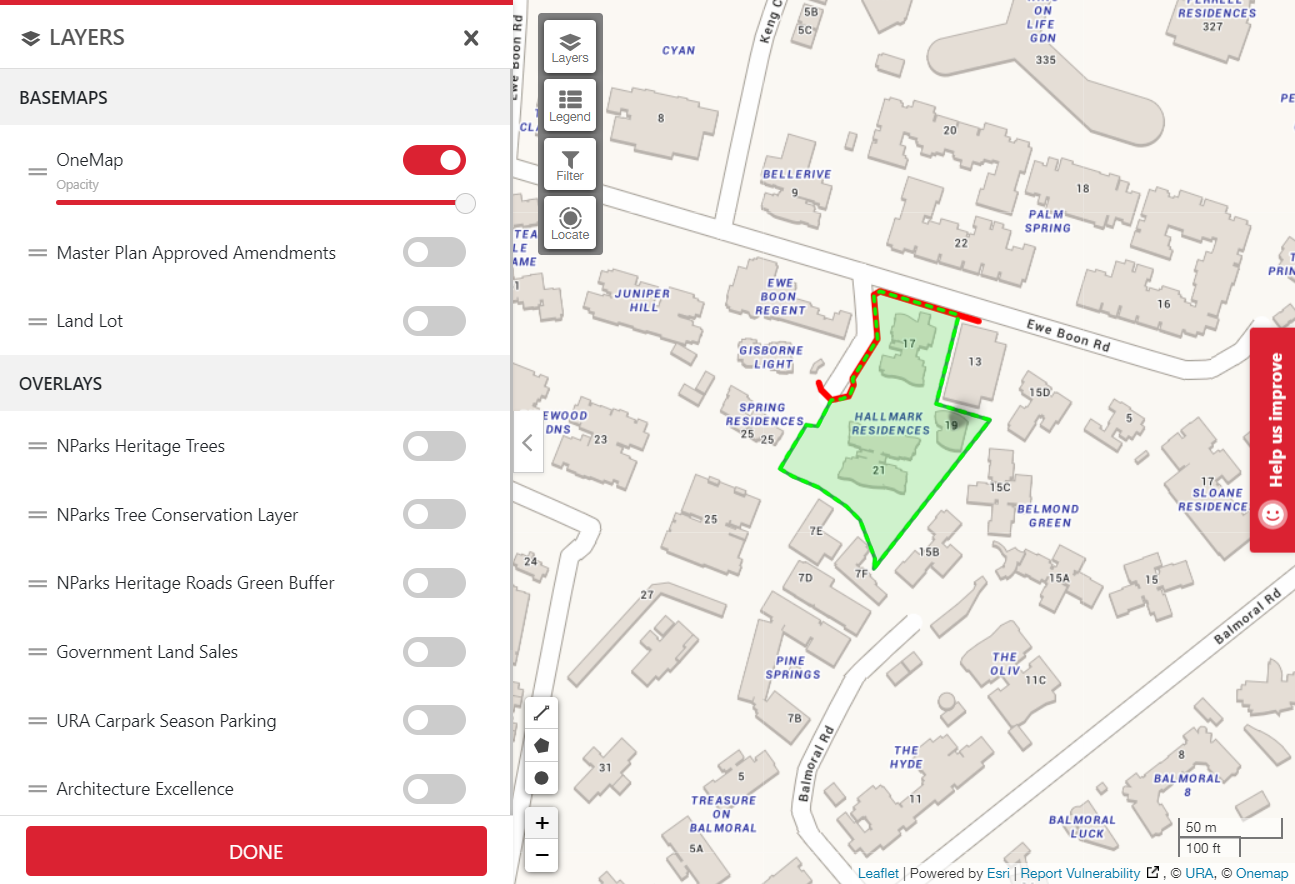 LAYERS
BASEMAPS
OneMap
Opacity
Master Plan Approved Amendments
Land Lot
OVERLAYS
NParks Heritage Trees
NParks Tree Conservation Layer
NParks Heritage Roads Green Buffer
Government Land Sales
URA Carpark Season Parking
Architecture Excellence
DONE
Layers
Legend
Filter
Locate
Ewe Boon Rd
Keng C
5B
5C
CYAN
ON
LIFE
GDN
335
RESIDENCES
327
8
20
BELLERIVE
9
18
PALM
SPRING
22
16
JUNIPER
HILL
EWE
BOON
REGENT
GISBORNE
LIGHT
17
Ewe Boon Rd
13
SPRING
RESIDENCES
25
25
HALLMARK
RESIDENCES
19
21
15D
5
EWOOD
DNS
23
25
15C
BELMOND
GREEN
17
SLOANE
RESIDENCE
7E
7F
15B
15A
15
24
27
7D
PINE
SPRINGS
7B
THE
OLIV
11C
Balmoral Rd
Balmoral Rd
31
5
TREASURE
ON
BALMORAL
5A
THE
HYDE
11
8
BALMORAL
8
BALMORAL
LUCK
Help us improve
+
−
50 m
100 ft
Leaflet | Powered by Esri | Report Vulnerability , © URA, © Onemap